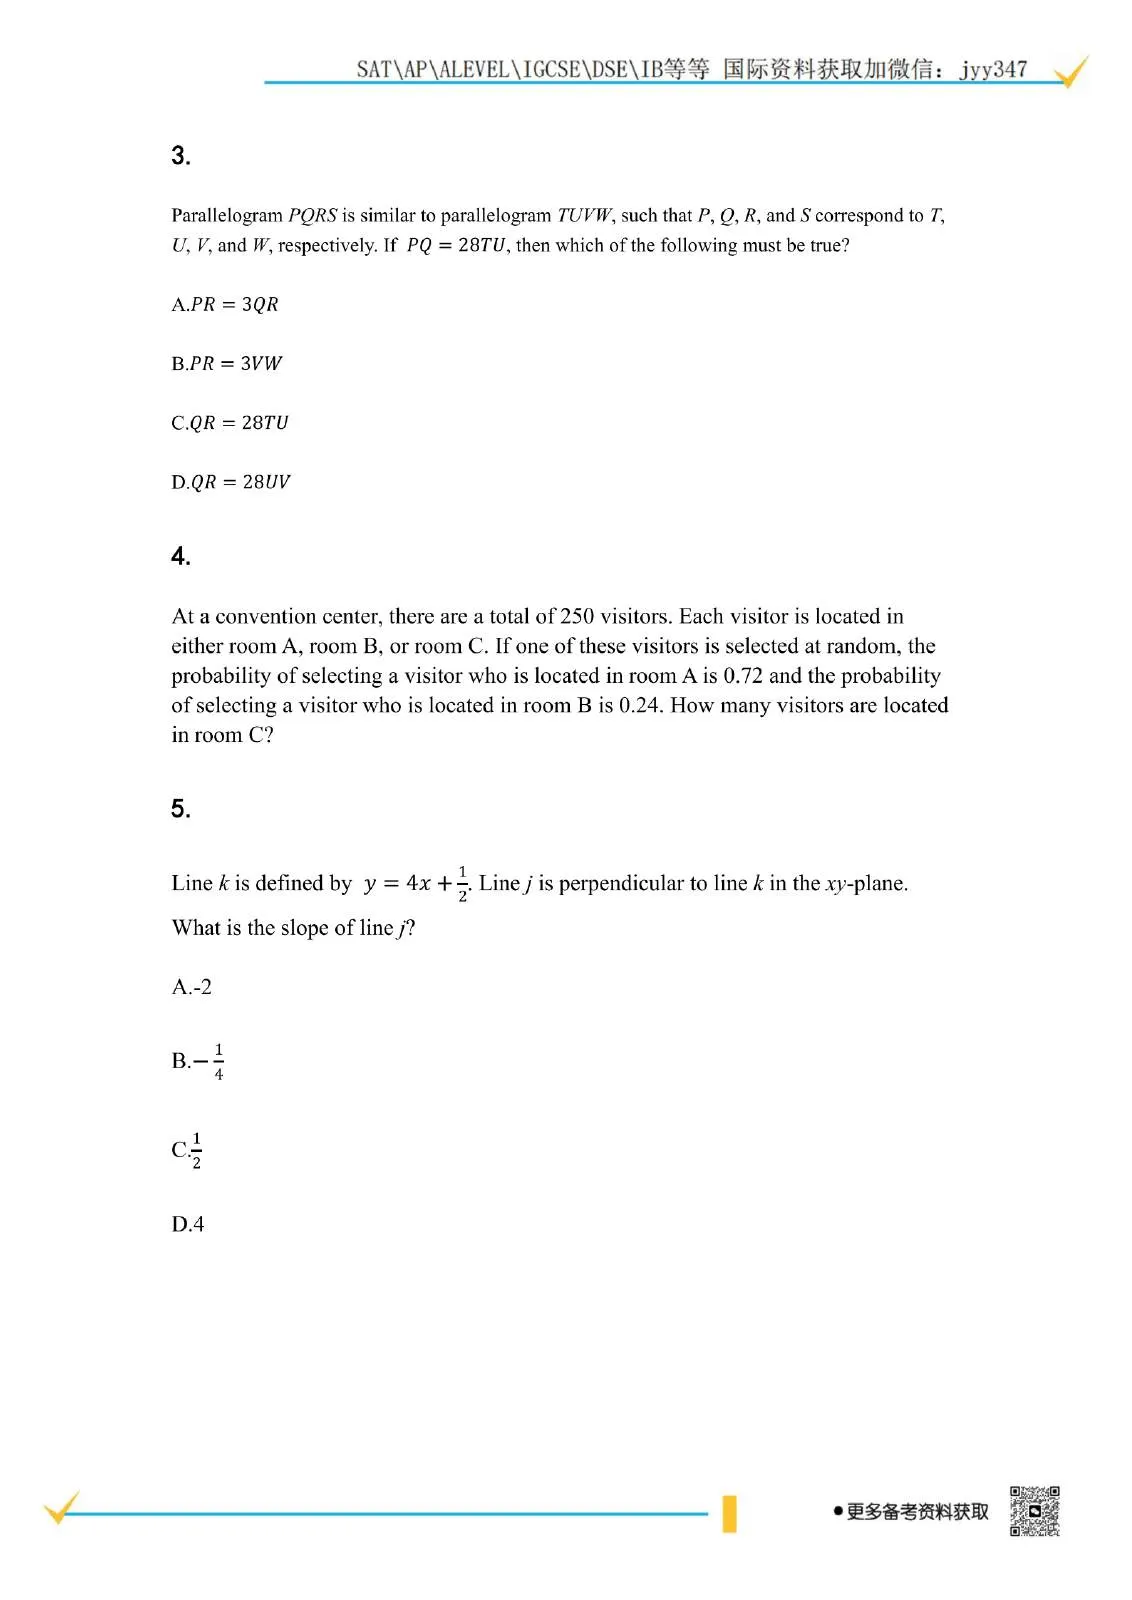 SAT\AP\ALEVEL\IGCSE\DSE\IB等等 国际资料获取加微信：jyy347
3.
Parallelogram PQRS is similar to parallelogram TUVW, such that P, Q, R, and S correspond to T,
U, V, and W, respectively. If PQ = 28TU, then which of the following must be true?
A.PR = 3QR
B.PR = 3VW
C.QR = 28TU
D.QR = 28UV
4.
At a convention center, there are a total of 250 visitors. Each visitor is located in
either room A, room B, or room C. If one of these visitors is selected at random, the
probability of selecting a visitor who is located in room A is 0.72 and the probability
of selecting a visitor who is located in room B is 0.24. How many visitors are located
in room C?
5.
Line k is defined by y = 4x + 1/2. Line j is perpendicular to line k in the xy-plane.
What is the slope of line j?
A.-2
B.−1/4
C.1/2
D.4
●更多备考资料获取